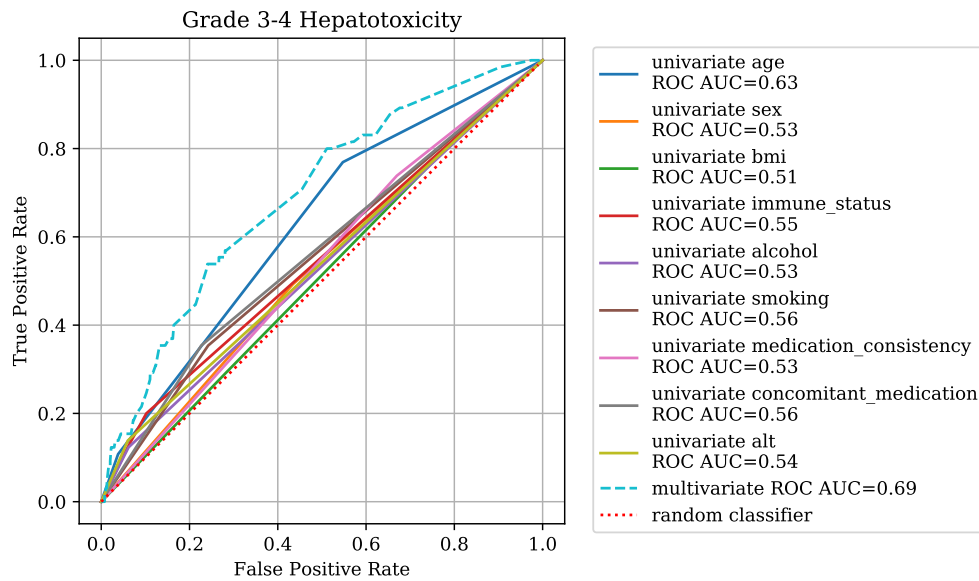 Grade 3-4 Hepatotoxicity
True Positive Rate
1.0
0.8
0.6
0.4
0.2
0.0
0.0 0.2 0.4 0.6 0.8 1.0
False Positive Rate
univariate age
ROC AUC=0.63
univariate sex
ROC AUC=0.53
univariate bmi
ROC AUC=0.51
univariate immune_status
ROC AUC=0.55
univariate alcohol
ROC AUC=0.53
univariate smoking
ROC AUC=0.56
univariate medication_consistency
ROC AUC=0.53
univariate concomitant_medication
ROC AUC=0.56
univariate alt
ROC AUC=0.54
multivariate ROC AUC=0.69
random classifier